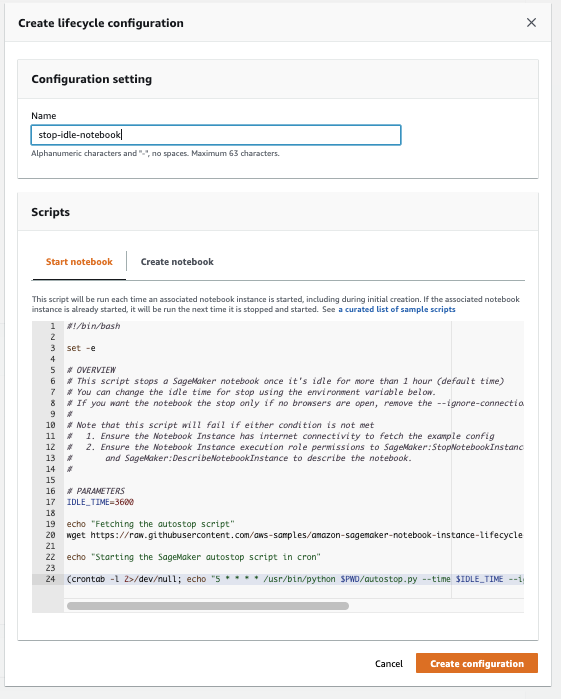 Create lifecycle configuration
Configuration setting
Name
stop-idle-notebook
Alphanumeric characters and "-", no spaces. Maximum 63 characters.
Scripts
Start notebook Create notebook
This script will be run each time an associated notebook instance is started, including during initial creation. If the associated notebook
instance is already started, it will be run the next time it is stopped and started. See a curated list of sample scripts
1 #!/bin/bash
2
3 set -e
4
5 # OVERVIEW
6 # This script stops a SageMaker notebook once it's idle for more than 1 hour (default time)
7 # You can change the idle time for stop using the environment variable below.
8 # If you want the notebook the stop only if no browsers are open, remove the --ignore-connection
9 #
10 # Note that this script will fail if either condition is not met
11 # 1. Ensure the Notebook Instance has internet connectivity to fetch the example config
12 # 2. Ensure the Notebook Instance execution role permissions to SageMaker:StopNotebookInstanc
13 # and SageMaker:DescribeNotebookInstance to describe the notebook.
14 #
15
16 # PARAMETERS
17 IDLE_TIME=3600
18
19 echo "Fetching the autostop script"
20 wget https://raw.githubusercontent.com/aws-samples/amazon-sagemaker-notebook-instance-lifecycle
21
22 echo "Starting the SageMaker autostop script in cron"
23
24 (crontab -l 2>/dev/null; echo "5 * * * * /usr/bin/python $PWD/autostop.py --time $IDLE_TIME --ig
Cancel Create configuration